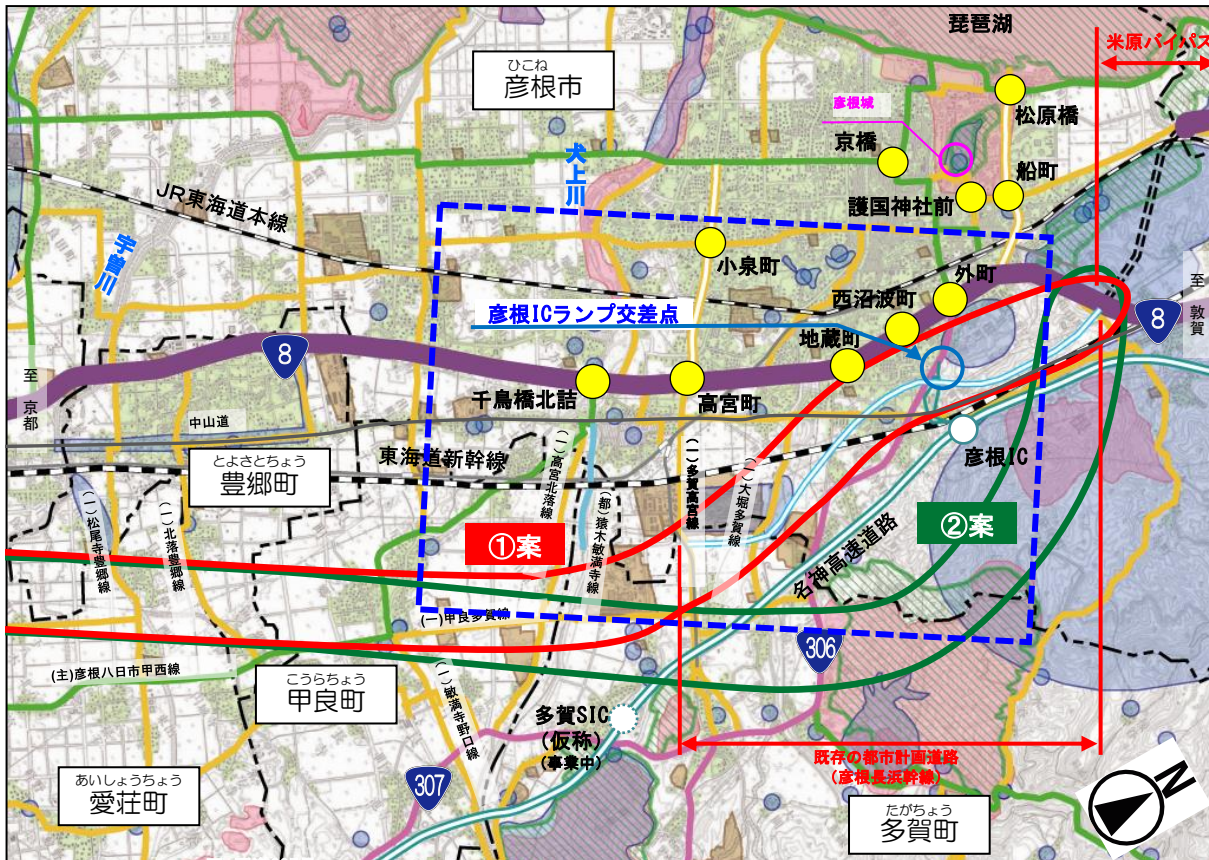 琵琶湖
米原バイパス
ひこね
彦根市
彦根城
松原橋
京橋
船町
護国神社前
犬上川
JR東海道本線
宇曽川
小泉町
外町
西沼波町
彦根ICランプ交差点
地蔵町
至 敦賀
8
8
至 京都
千鳥橋北詰
高宮町
中山道
彦根IC
とよさとちょう
豊郷町
東海道新幹線
(一)高宮北落線
(都)猿木敏満寺線
(一)多賀高宮線
(一)大堀多賀線
(一)松尾寺豊郷線
(一)北落豊郷線
①案
②案
名神高速道路
(一)甲良多賀線
306
(主)彦根八日市甲西線
こうらちょう
甲良町
(一)敏満寺野口線
多賀SIC
(仮称)
(事業中)
既存の都市計画道路
(彦根長浜幹線)
307
あいしょうちょう
愛荘町
たがちょう
多賀町
N